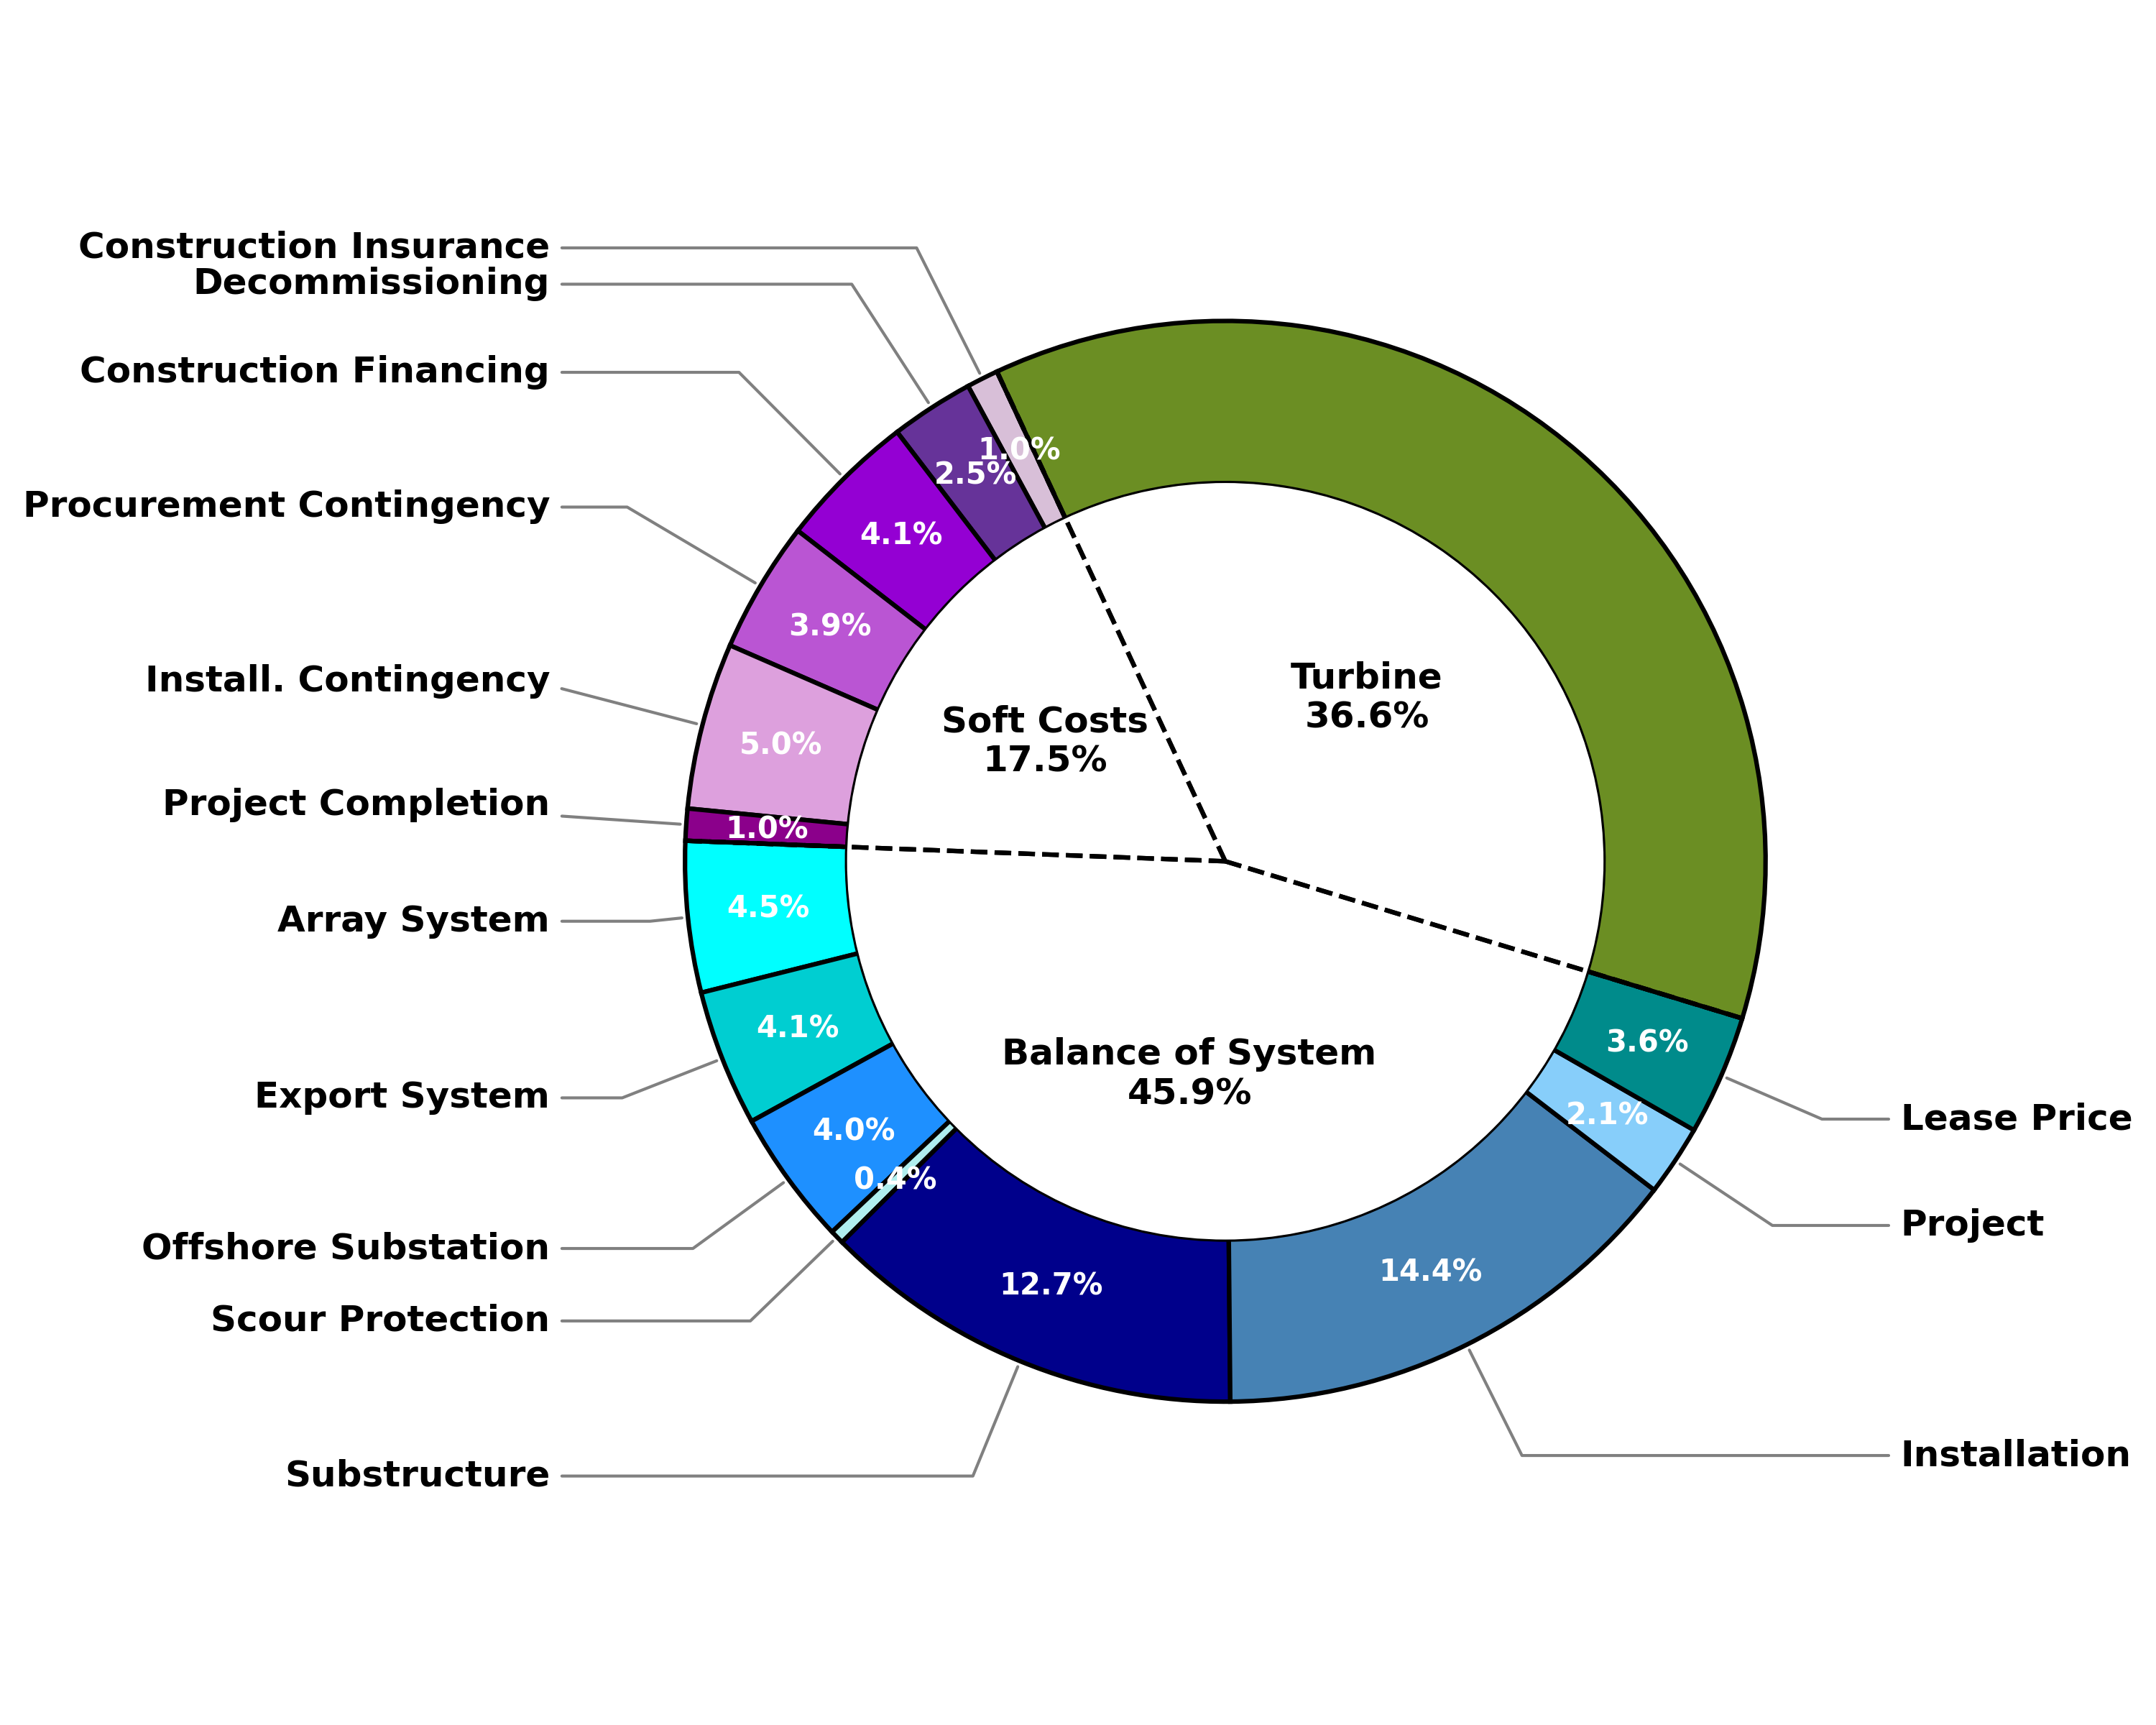 Construction Insurance
Decommissioning
Construction Financing
Procurement Contingency
Install. Contingency
Project Completion
Array System
Export System
Offshore Substation
Scour Protection
Substructure
1.0%
2.5%
4.1%
3.9%
5.0%
1.0%
4.5%
4.1%
4.0%
0.4%
12.7%
14.4%
2.1%
3.6%
Turbine
36.6%
Soft Costs
17.5%
Balance of System
45.9%
Lease Price
Project
Installation